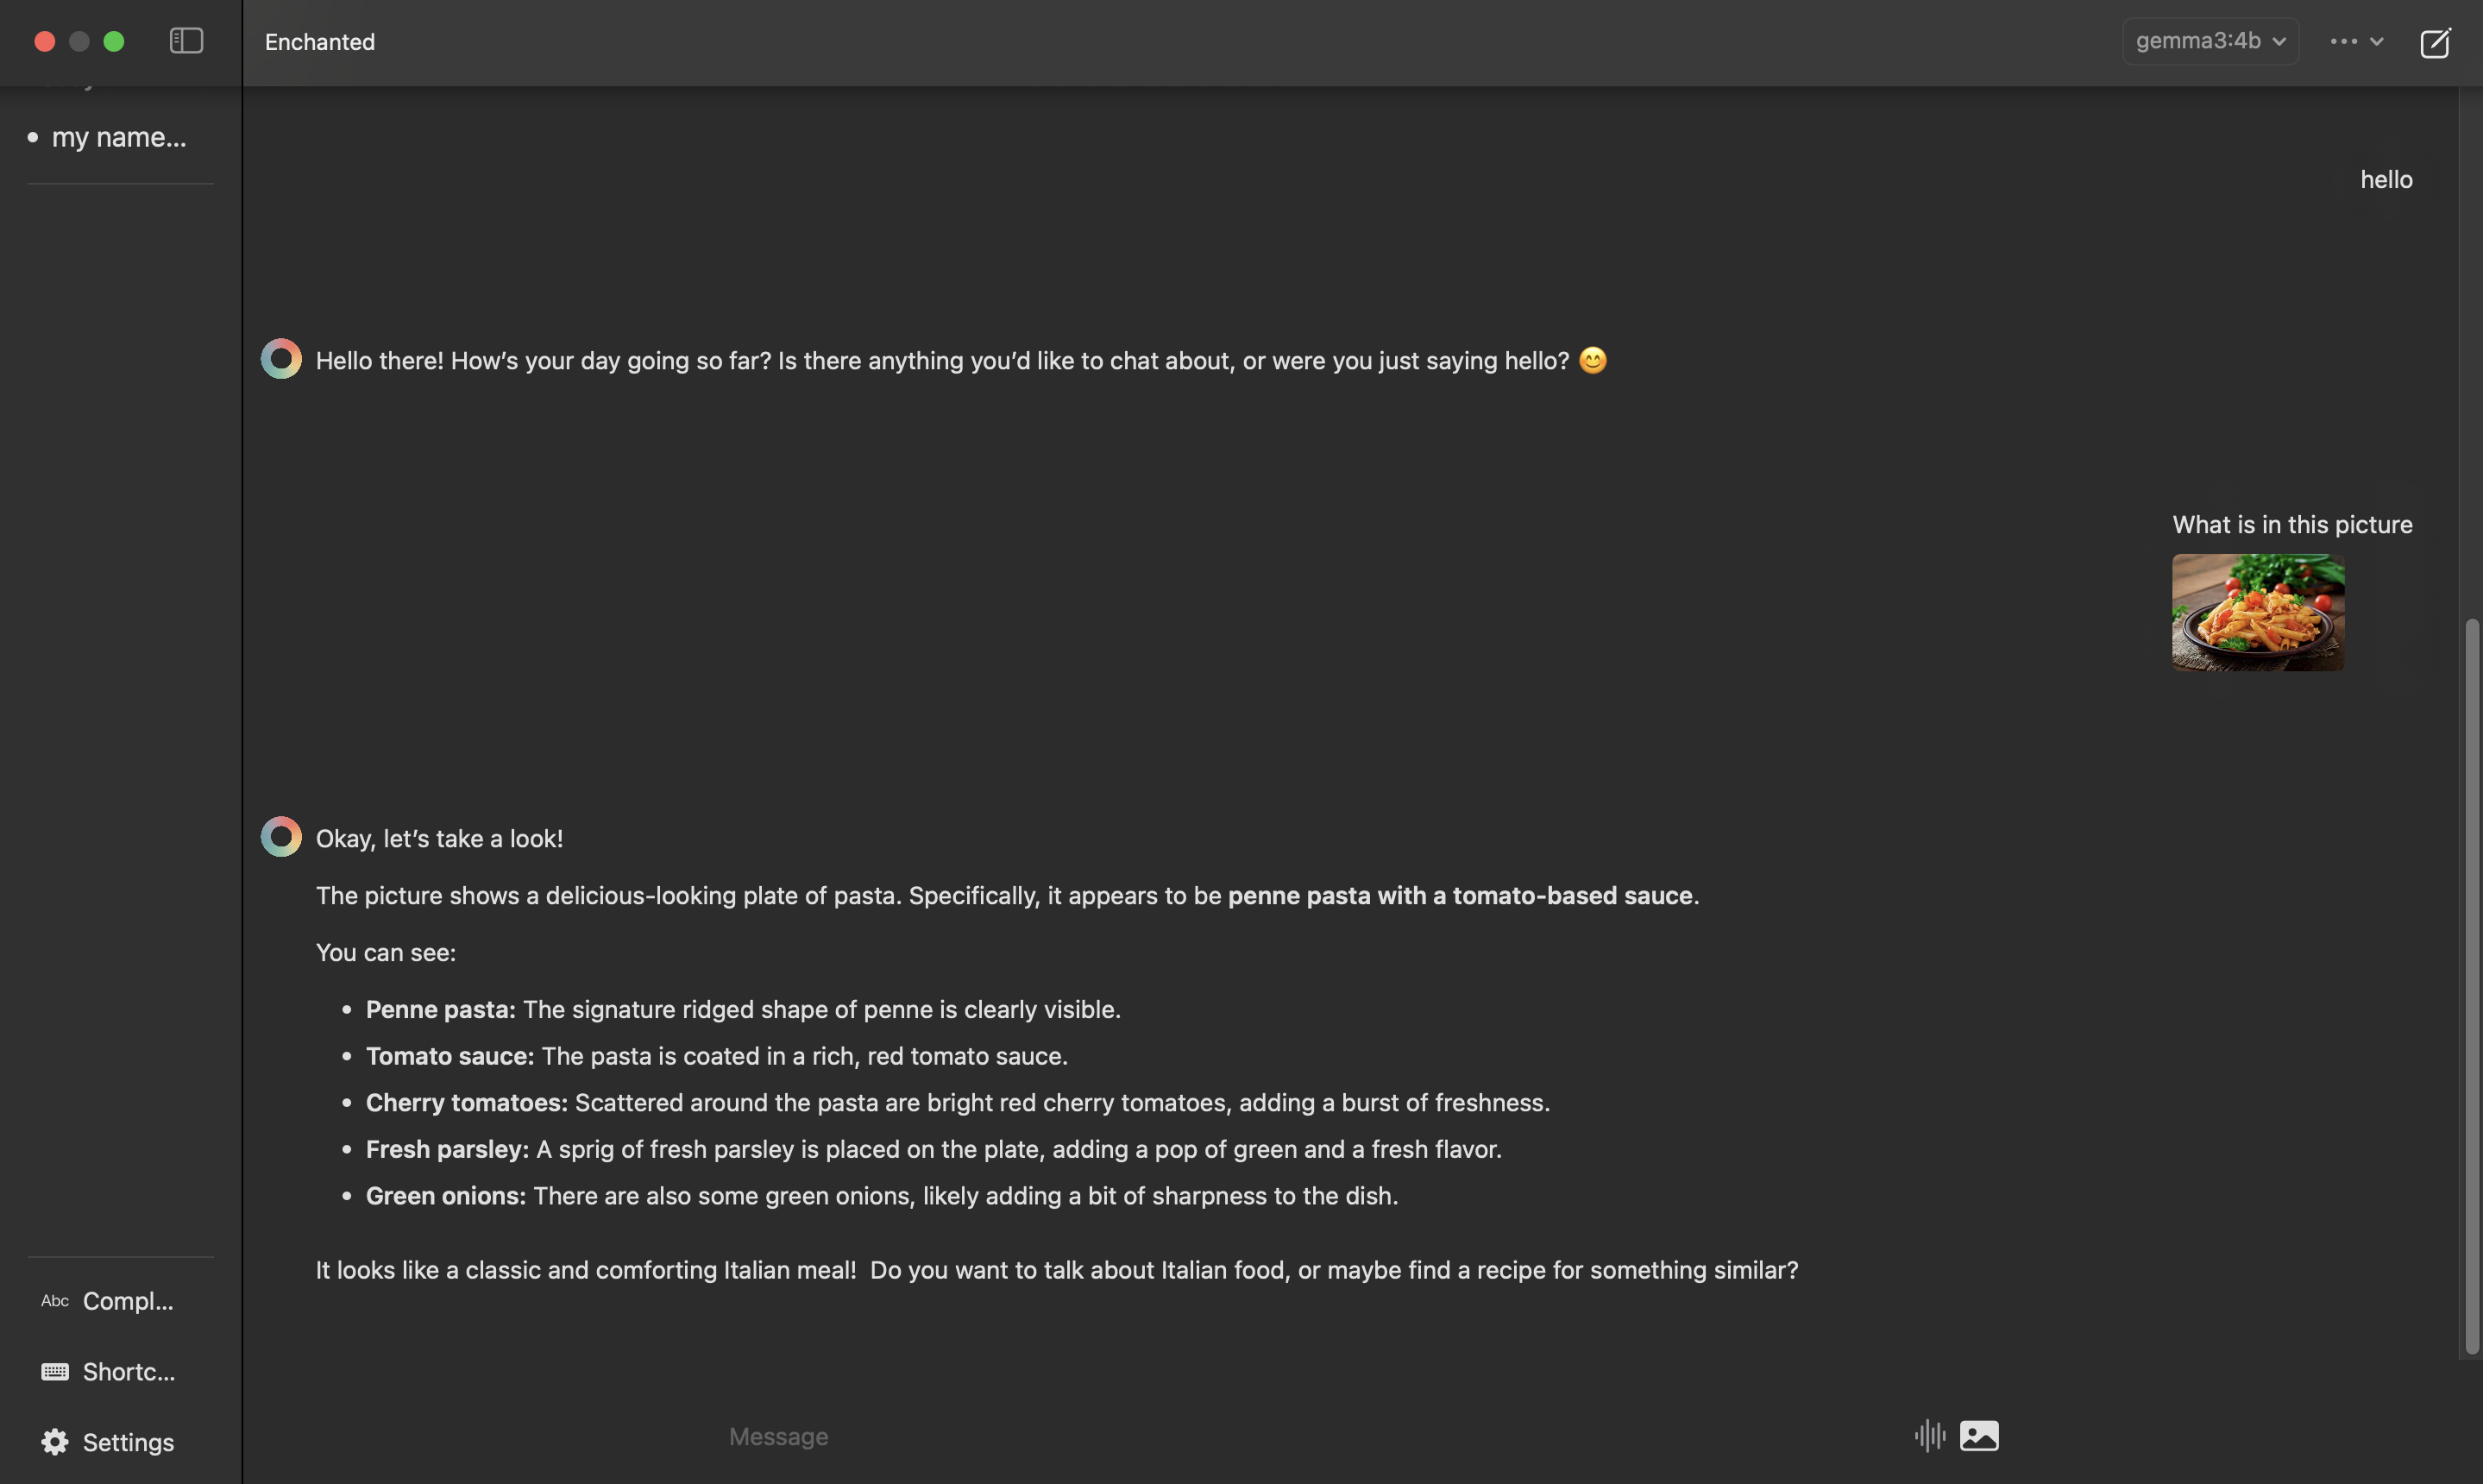 Enchanted
gemma3:4b
my name...
hello
Hello there! How’s your day going so far? Is there anything you’d like to chat about, or were you just saying hello? 😊
What is in this picture
Okay, let’s take a look!
The picture shows a delicious-looking plate of pasta. Specifically, it appears to be penne pasta with a tomato-based sauce.
You can see:
• Penne pasta: The signature ridged shape of penne is clearly visible.
• Tomato sauce: The pasta is coated in a rich, red tomato sauce.
• Cherry tomatoes: Scattered around the pasta are bright red cherry tomatoes, adding a burst of freshness.
• Fresh parsley: A sprig of fresh parsley is placed on the plate, adding a pop of green and a fresh flavor.
• Green onions: There are also some green onions, likely adding a bit of sharpness to the dish.
It looks like a classic and comforting Italian meal!  Do you want to talk about Italian food, or maybe find a recipe for something similar?
Abc Compl...
Shortc...
Settings
Message